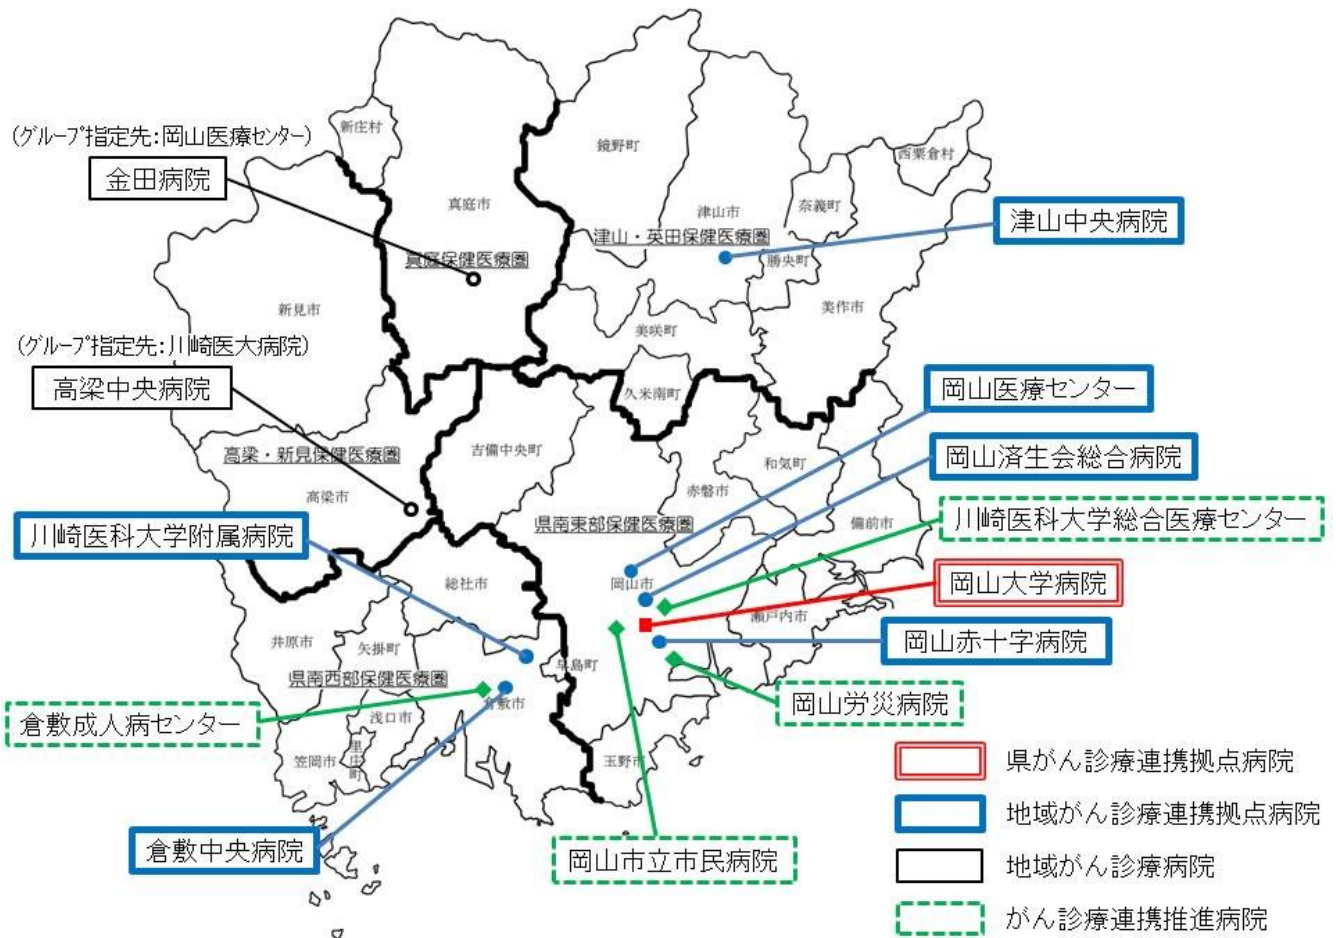 新庄村
(グループ指定先:岡山医療センター)
鏡野町
西粟倉村
金田病院
真庭市
津山市
奈義町
津山中央病院
津山・英田保健医療圏
真庭保健医療圏
勝央町
新見市
美作市
美咲町
(グループ指定先:川崎医大病院)
高梁中央病院
久米南町
岡山医療センター
吉備中央町
高梁・新見保健医療圏
和気町
岡山済生会総合病院
高梁市
赤磐市
県南東部保健医療圏
備前市
川崎医科大学総合医療センター
川崎医科大学附属病院
総社市
岡山市
岡山大学病院
瀬戸内市
井原市
矢掛町
早島町
岡山赤十字病院
県南西部保健医療圏
倉敷市
岡山労災病院
倉敷成人病センター
浅口市
里庄町
笠岡市
玉野市
県がん診療連携拠点病院
地域がん診療連携拠点病院
倉敷中央病院
岡山市立市民病院
地域がん診療病院
がん診療連携推進病院